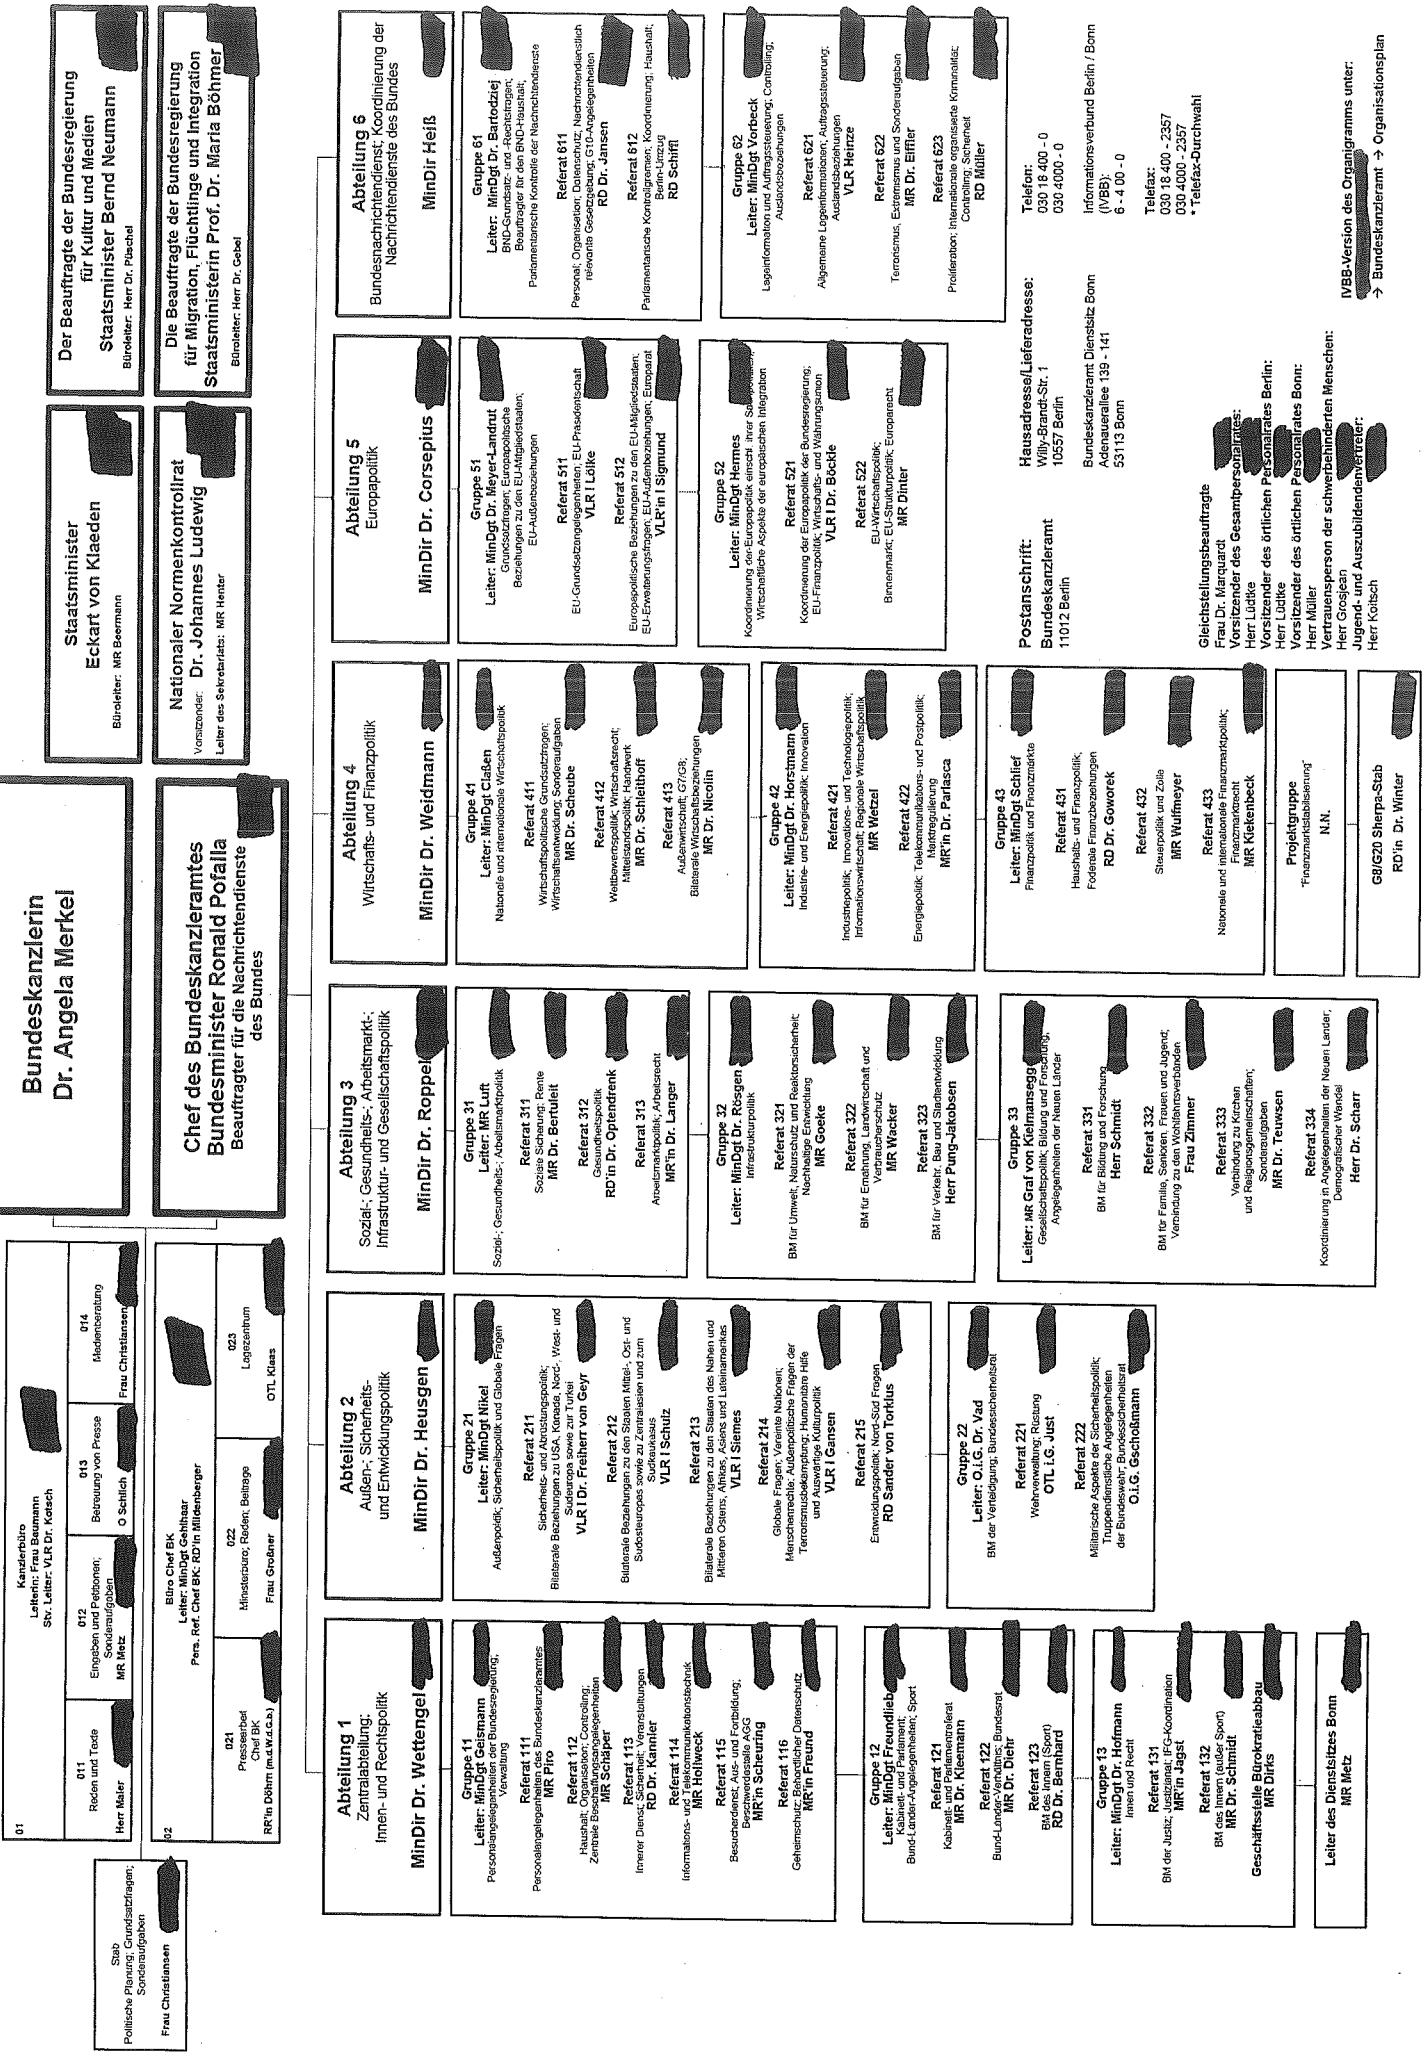 Bundeskanzlerin
Dr. Angela Merkel
Chef des Bundeskanzleramtes
Bundesminister Ronald Pofalla
Beauftragter für die Nachrichtendienste
des Bundes
Staatsminister
Eckart von Klaeden
Büroleiter: MR Beermann
Der Beauftragte der Bundesregierung
für Kultur und Medien
Staatsminister Bernd Neumann
Büroleiter: Herr Dr. Püschel
Nationaler Normenkontrollrat
Vorsitzender: Dr. Johannes Ludewig
Leiter des Sekretariats: MR Henter
Die Beauftragte der Bundesregierung
für Migration, Flüchtlinge und Integration
Staatsministerin Prof. Dr. Maria Böhmer
Büroleiter: Herr Dr. Gebel
01
Kanzlerbüro
Leiterin: Frau Baumann
Stv. Leiter: VLR Dr. Kotsch
011
Reden und Texte
Herr Maier
012
Eingaben und Petitionen;
Sonderaufgaben
MR Metz
013
Betreuung von Presse
O Schlich
014
Medienberatung
Frau Christiansen
02
Büro Chef BK
Leiter: MinDgt Gehlhaar
Pers. Ref. Chef BK: RD'in Mildenberger
021
Pressearbeit
Chef BK
RR'in Döhrn (m.d.W.d.G.b.)
022
Ministerbüro; Reden; Beiträge
Frau Großner
023
Lagezentrum
OTL Klaas
Stab
Politische Planung; Grundsatzfragen;
Sonderaufgaben
Frau Christiansen
Abteilung 1
Zentralabteilung;
Innen- und Rechtspolitik
MinDir Dr. Wettengel
Gruppe 11
Leiter: MinDgt Geismann
Personalangelegenheiten der Bundesregierung;
Verwaltung
Referat 111
Personalangelegenheiten des Bundeskanzleramtes
MR Piro
Referat 112
Haushalt; Organisation; Controlling;
Zentrale Beschaffungsangelegenheiten
MR Schäper
Referat 113
Innerer Dienst; Sicherheit; Veranstaltungen
RD Dr. Kannler
Referat 114
Informations- und Telekommunikationstechnik
MR Hollweck
Referat 115
Besucherdienst; Aus- und Fortbildung;
Beschwerdestelle AGG
MR'in Scheuring
Referat 116
Geheimschutz; Behördlicher Datenschutz
MR'in Freund
Gruppe 12
Leiter: MinDgt Freundlieb
Kabinett- und Parlament;
Bund-Länder-Angelegenheiten; Sport
Referat 121
Kabinett- und Parlamentreferat
MR Dr. Kleemann
Referat 122
Bund-Länder-Verhältnis; Bundesrat
MR Dr. Diehr
Referat 123
BM des Innern (Sport)
RD Dr. Bernhard
Gruppe 13
Leiter: MinDgt Dr. Hofmann
Innen und Recht
Referat 131
BM der Justiz; Justiziariat; IFG-Koordination
MR'in Jagst
Referat 132
BM des Innern (außer Sport)
MR Dr. Schmidt
Geschäftsstelle Bürokratieabbau
MR Dirks
Leiter des Dienstsitzes Bonn
MR Metz
Abteilung 2
Außen-, Sicherheits-
und Entwicklungspolitik
MinDir Dr. Heusgen
Gruppe 21
Leiter: MinDgt Nikel
Außenpolitik; Sicherheitspolitik und Globale Fragen
Referat 211
Sicherheits- und Abrüstungspolitik;
Bilaterale Beziehungen zu USA, Kanada, Nord-, West- und
Südeuropa sowie zur Türkei
VLR I Dr. Freiherr von Geyr
Referat 212
Bilaterale Beziehungen zu den Staaten Mittel-, Ost- und
Südosteuropas sowie zu Zentralasien und zum
Südkaukasus
VLR I Schulz
Referat 213
Bilaterale Beziehungen zu den Staaten des Nahen und
Mittleren Ostens, Afrikas, Asiens und Lateinamerikas
VLR I Siemes
Referat 214
Globale Fragen; Vereinte Nationen;
Menschenrechte; Außenpolitische Fragen der
Terrorismusbekämpfung; Humanitäre Hilfe
und Auswärtige Kulturpolitik
VLR I Gansen
Referat 215
Entwicklungspolitik; Nord-Süd Fragen
RD Sander von Torklus
Gruppe 22
Leiter: O.i.G. Dr. Vad
BM der Verteidigung; Bundessicherheitsrat
Referat 221
Wehrverwaltung; Rüstung
OTL i.G. Just
Referat 222
Militärische Aspekte der Sicherheitspolitik;
Truppendienstliche Angelegenheiten
der Bundeswehr; Bundessicherheitsrat
O.i.G. Gschoßmann
Abteilung 3
Sozial-; Gesundheits-; Arbeitsmarkt-;
Infrastruktur- und Gesellschaftspolitik
MinDir Dr. Roppel
Gruppe 31
Leiter: MR Luft
Sozial-; Gesundheits-; Arbeitsmarktpolitik
Referat 311
Soziale Sicherung; Rente
MR Dr. Bertuleit
Referat 312
Gesundheitspolitik
RD'in Dr. Optendrenk
Referat 313
Arbeitsmarktpolitik; Arbeitsrecht
MR'in Dr. Langer
Gruppe 32
Leiter: MinDgt Dr. Rösgen
Infrastrukturpolitik
Referat 321
BM für Umwelt, Naturschutz und Reaktorsicherheit;
Nachhaltige Entwicklung
MR Goeke
Referat 322
BM für Ernährung, Landwirtschaft und
Verbraucherschutz
MR Wacker
Referat 323
BM für Verkehr, Bau und Stadtentwicklung
Herr Pung-Jakobsen
Gruppe 33
Leiter: MR Graf von Kielmansegg
Gesellschaftspolitik; Bildung und Forschung;
Angelegenheiten der Neuen Länder
Referat 331
BM für Bildung und Forschung
Herr Schmidt
Referat 332
BM für Familie, Senioren, Frauen und Jugend;
Verbindung zu den Wohlfahrtsverbänden
Frau Zimmer
Referat 333
Verbindung zu Kirchen
und Religionsgemeinschaften;
Sonderaufgaben
MR Dr. Teuwsen
Referat 334
Koordinierung in Angelegenheiten der Neuen Länder;
Demografischer Wandel
Herr Dr. Scharr
Abteilung 4
Wirtschafts- und Finanzpolitik
MinDir Dr. Weidmann
Gruppe 41
Leiter: MinDgt Claßen
Nationale und internationale Wirtschaftspolitik
Referat 411
Wirtschaftspolitische Grundsatzfragen;
Wirtschaftsentwicklung; Sonderaufgaben
MR Dr. Scheube
Referat 412
Wettbewerbspolitik; Wirtschaftsrecht;
Mittelstandspolitik; Handwerk
MR Dr. Schleithoff
Referat 413
Außenwirtschaft; G7/G8;
Bilaterale Wirtschaftsbeziehungen
MR Dr. Nicolin
Gruppe 42
Leiter: MinDgt Dr. Horstmann
Industrie- und Energiepolitik; Innovation
Referat 421
Industriepolitik; Innovations- und Technologiepolitik;
Informationswirtschaft; Regionale Wirtschaftspolitik
MR Wetzel
Referat 422
Energiepolitik; Telekommunikations- und Postpolitik;
Marktregulierung
MR'in Dr. Parlasca
Gruppe 43
Leiter: MinDgt Schlief
Finanzpolitik und Finanzmärkte
Referat 431
Haushalts- und Finanzpolitik;
Föderale Finanzbeziehungen
RD Dr. Goworek
Referat 432
Steuerpolitik und Zölle
MR Wulfmeyer
Referat 433
Nationale und internationale Finanzmarktpolitik;
Finanzmarktrecht
MR Kiekenbeck
Projektgruppe
"Finanzmarktstabilisierung"
N.N.
G8/G20 Sherpa-Stab
RD'in Dr. Winter
Abteilung 5
Europapolitik
MinDir Dr. Corsepius
Gruppe 51
Leiter: MinDgt Dr. Meyer-Landrut
Grundsatzfragen; Europapolitische
Beziehungen zu den EU-Mitgliedstaaten;
EU-Außenbeziehungen
Referat 511
EU-Grundsatzangelegenheiten; EU-Präsidentschaft
VLR I Lölke
Referat 512
Europapolitische Beziehungen zu den EU-Mitgliedstaaten;
EU-Erweiterungsfragen; EU-Außenbeziehungen; Europarat
VLR'in I Sigmund
Gruppe 52
Leiter: MinDgt Hermes
Koordinierung der Europapolitik einschl. ihrer
Wirtschaftliche Aspekte der europäischen Integration
Referat 521
Koordinierung der Europapolitik der Bundesregierung;
EU-Finanzpolitik; Wirtschafts- und Währungsunion
VLR I Dr. Böckle
Referat 522
EU-Wirtschaftspolitik;
Binnenmarkt; EU-Strukturpolitik; Europarecht
MR Dinter
Abteilung 6
Bundesnachrichtendienst; Koordinierung der
Nachrichtendienste des Bundes
MinDir Heiß
Gruppe 61
Leiter: MinDgt Dr. Bartodziej
BND-Grundsatz- und -Rechtsfragen;
Beauftragter für den BND-Haushalt;
Parlamentarische Kontrolle der Nachrichtendienste
Referat 611
Personal; Organisation; Datenschutz; Nachrichtendienstlich
relevante Gesetzgebung; G10-Angelegenheiten
RD Dr. Jansen
Referat 612
Parlamentarische Kontrollgremien; Koordinierung; Haushalt;
Berlin-Umzug
RD Schiffl
Gruppe 62
Leiter: MinDgt Vorbeck
Lageinformation und Auftragssteuerung; Controlling;
Auslandsbeziehungen
Referat 621
Allgemeine Lageinformationen; Auftragssteuerung;
Auslandsbeziehungen
VLR Heinze
Referat 622
Terrorismus, Extremismus und Sonderaufgaben
MR Dr. Eiffler
Referat 623
Proliferation; Internationale organisierte Kriminalität;
Controlling; Sicherheit
RD Müller
Postanschrift:
Bundeskanzleramt
11012 Berlin
Hausadresse/Lieferadresse:
Willy-Brandt-Str. 1
10557 Berlin
Bundeskanzleramt Dienstsitz Bonn
Adenauerallee 139 - 141
53113 Bonn
Telefon:
030 18 400 - 0
030 4000 - 0
Informationsverbund Berlin / Bonn
(IVBB):
6 - 4 00 - 0
Telefax:
030 18 400 - 2357
030 4000 - 2357
* Telefax-Durchwahl
Gleichstellungsbeauftragte
Frau Dr. Marquardt
Vorsitzender des Gesamtpersonalrates:
Herr Lüdtke
Vorsitzender des örtlichen Personalrates Berlin:
Herr Lüdtke
Vorsitzender des örtlichen Personalrates Bonn:
Herr Müller
Vertrauensperson der schwerbehinderten Menschen:
Herr Grosjean
Jugend- und Auszubildendenvertreter:
Herr Koitsch
IVBB-Version des Organigramms unter:
→ Bundeskanzleramt → Organisationsplan